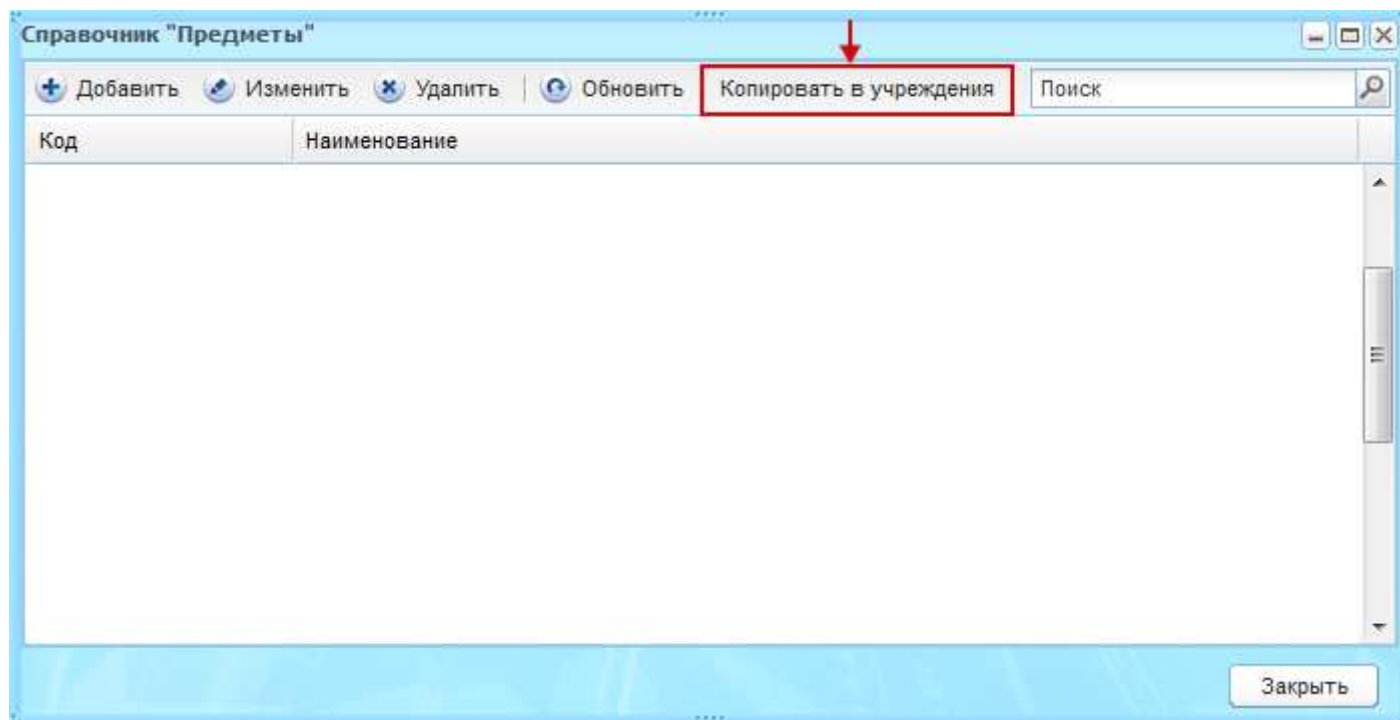 Справочник "Предметы"
Добавить Изменить Удалить Обновить Копировать в учреждения Поиск
Код Наименование
Закрыть